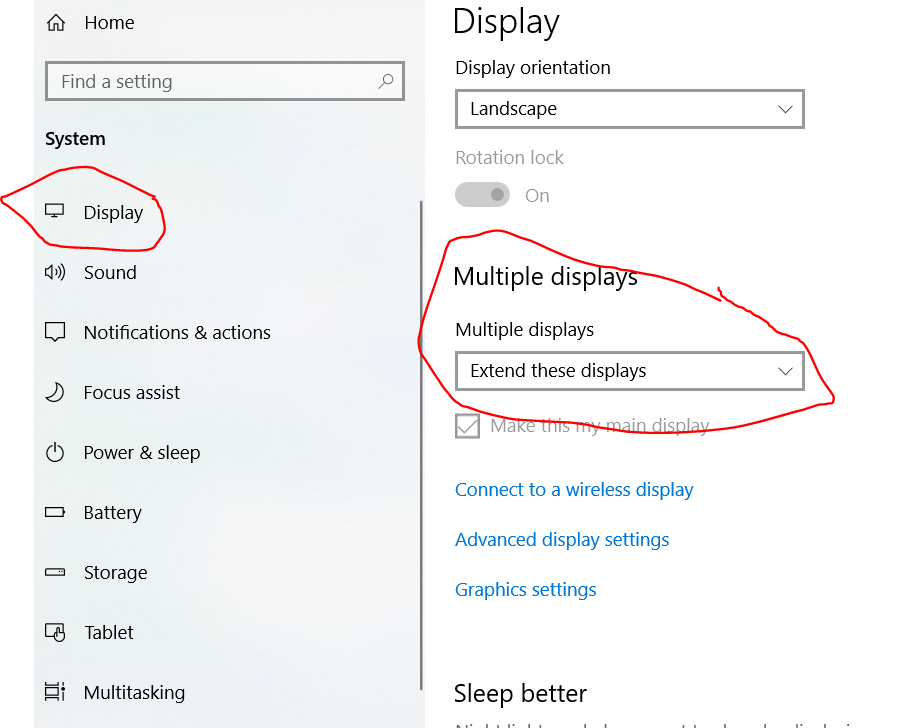 Home
Find a setting
System
Display
Sound
Notifications & actions
Focus assist
Power & sleep
Battery
Storage
Tablet
Multitasking
Display
Display orientation
Landscape
Rotation lock
On
Multiple displays
Multiple displays
Extend these displays
Make this my main display
Connect to a wireless display
Advanced display settings
Graphics settings
Sleep better